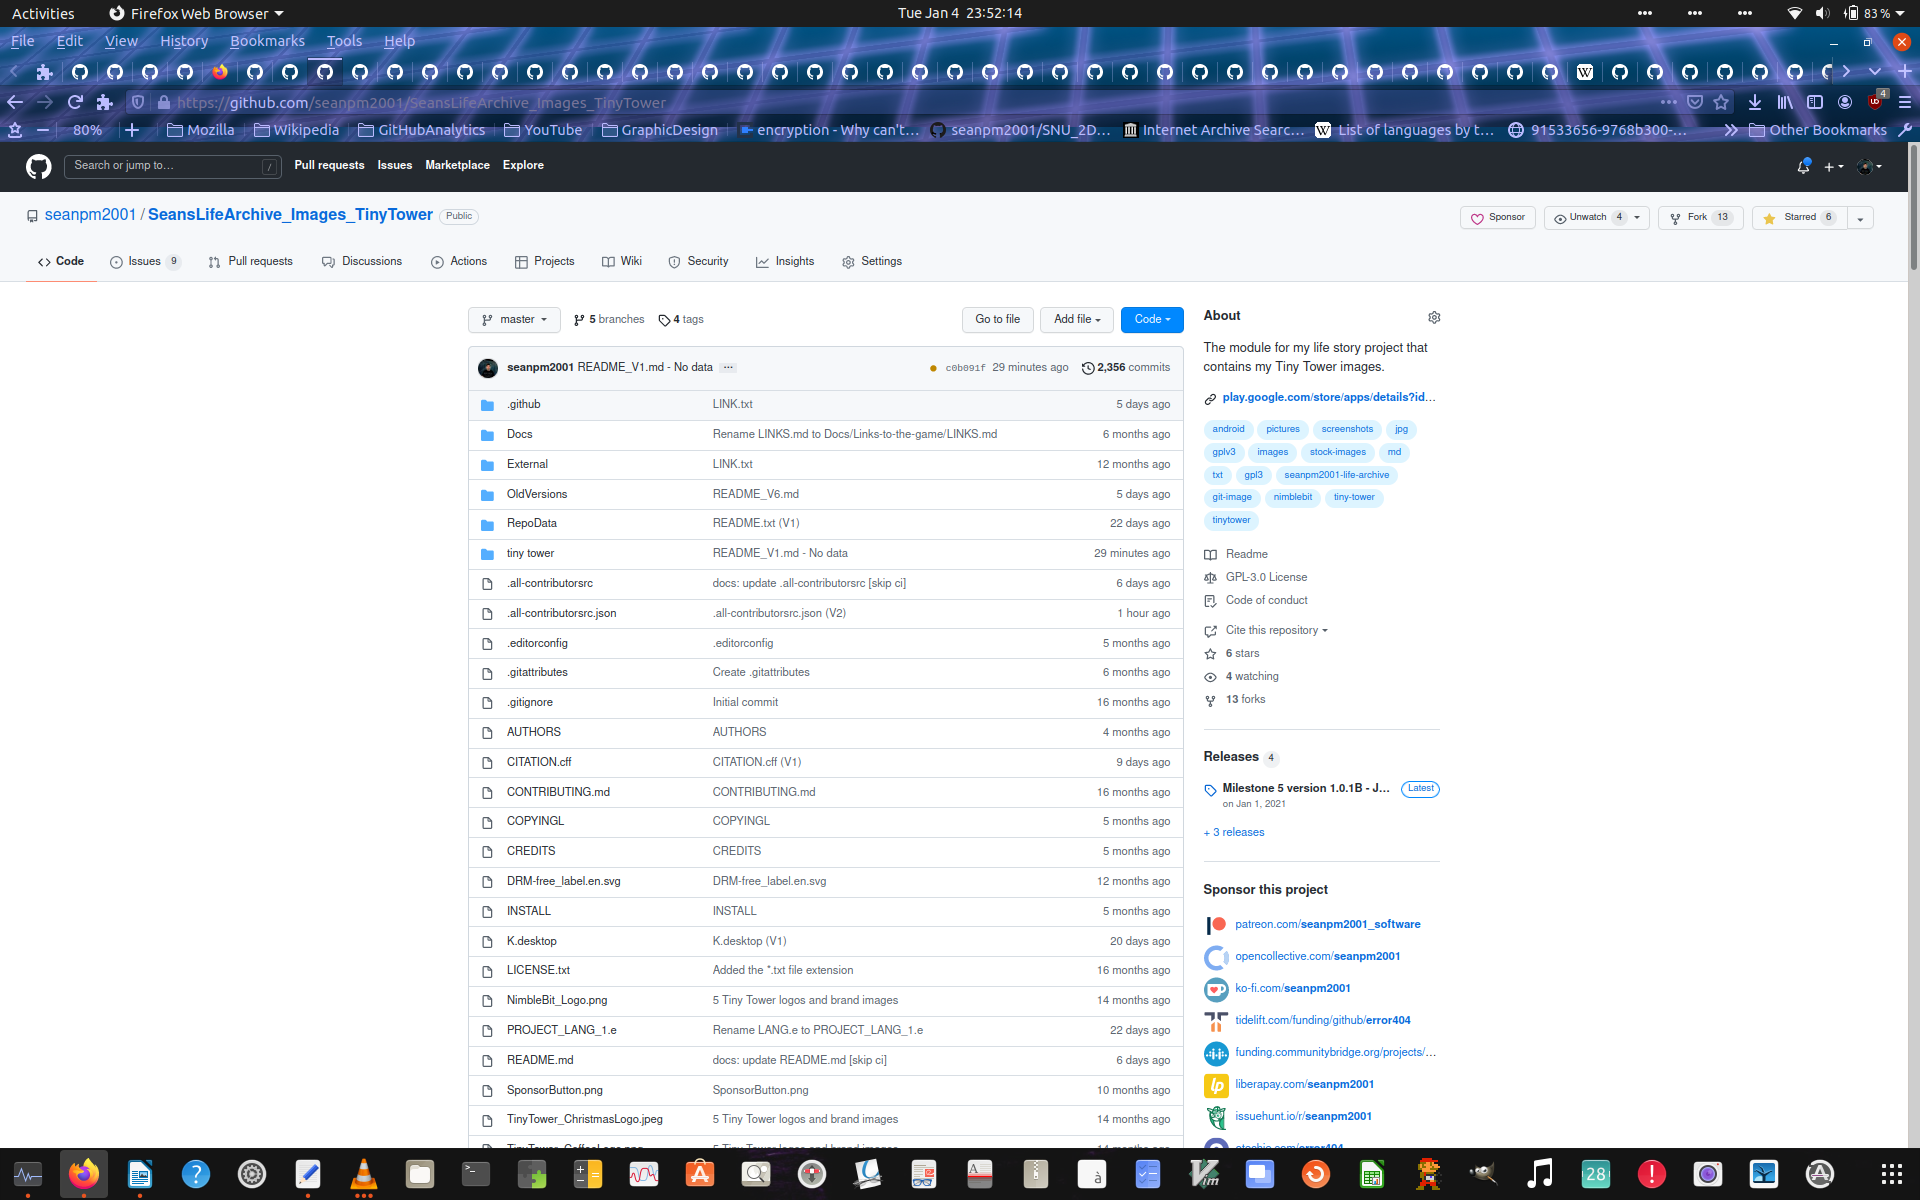 Activities Firefox Web Browser Tue Jan 4 23:52:14 83 %
File Edit View History Bookmarks Tools Help
https://github.com/seanpm2001/SeansLifeArchive_Images_TinyTower 4
80% Mozilla Wikipedia GitHubAnalytics YouTube GraphicDesign encryption - Why can't… seanpm2001/SNU_2D… Internet Archive Searc… List of languages by t… 91533656-9768b300-… Other Bookmarks
Search or jump to… / Pull requests Issues Marketplace Explore
seanpm2001 / SeansLifeArchive_Images_TinyTower Public Sponsor Unwatch 4 Fork 13 Starred 6
Code Issues 9 Pull requests Discussions Actions Projects Wiki Security Insights Settings
master 5 branches 4 tags Go to file Add file Code
seanpm2001 README_V1.md - No data ... c0b091f 29 minutes ago 2,356 commits
.github LINK.txt 5 days ago
Docs Rename LINKS.md to Docs/Links-to-the-game/LINKS.md 6 months ago
External LINK.txt 12 months ago
OldVersions README_V6.md 5 days ago
RepoData README.txt (V1) 22 days ago
tiny tower README_V1.md - No data 29 minutes ago
.all-contributorsrc docs: update .all-contributorsrc [skip ci] 6 days ago
.all-contributorsrc.json .all-contributorsrc.json (V2) 1 hour ago
.editorconfig .editorconfig 5 months ago
.gitattributes Create .gitattributes 6 months ago
.gitignore Initial commit 16 months ago
AUTHORS AUTHORS 4 months ago
CITATION.cff CITATION.cff (V1) 9 days ago
CONTRIBUTING.md CONTRIBUTING.md 16 months ago
COPYINGL COPYINGL 5 months ago
CREDITS CREDITS 5 months ago
DRM-free_label.en.svg DRM-free_label.en.svg 12 months ago
INSTALL INSTALL 5 months ago
K.desktop K.desktop (V1) 20 days ago
LICENSE.txt Added the *.txt file extension 16 months ago
NimbleBit_Logo.png 5 Tiny Tower logos and brand images 14 months ago
PROJECT_LANG_1.e Rename LANG.e to PROJECT_LANG_1.e 22 days ago
README.md docs: update README.md [skip ci] 6 days ago
SponsorButton.png SponsorButton.png 10 months ago
TinyTower_ChristmasLogo.jpeg 5 Tiny Tower logos and brand images 14 months ago
About
The module for my life story project that
contains my Tiny Tower images.
play.google.com/store/apps/details?id…
android pictures screenshots jpg
gplv3 images stock-images md
txt gpl3 seanpm2001-life-archive
git-image nimblebit tiny-tower
tinytower
Readme
GPL-3.0 License
Code of conduct
Cite this repository
6 stars
4 watching
13 forks
Releases 4
Milestone 5 version 1.0.1B - J… Latest
on Jan 1, 2021
+ 3 releases
Sponsor this project
patreon.com/seanpm2001_software
opencollective.com/seanpm2001
ko-fi.com/seanpm2001
tidelift.com/funding/github/error404
funding.communitybridge.org/projects/…
liberapay.com/seanpm2001
issuehunt.io/r/seanpm2001
28